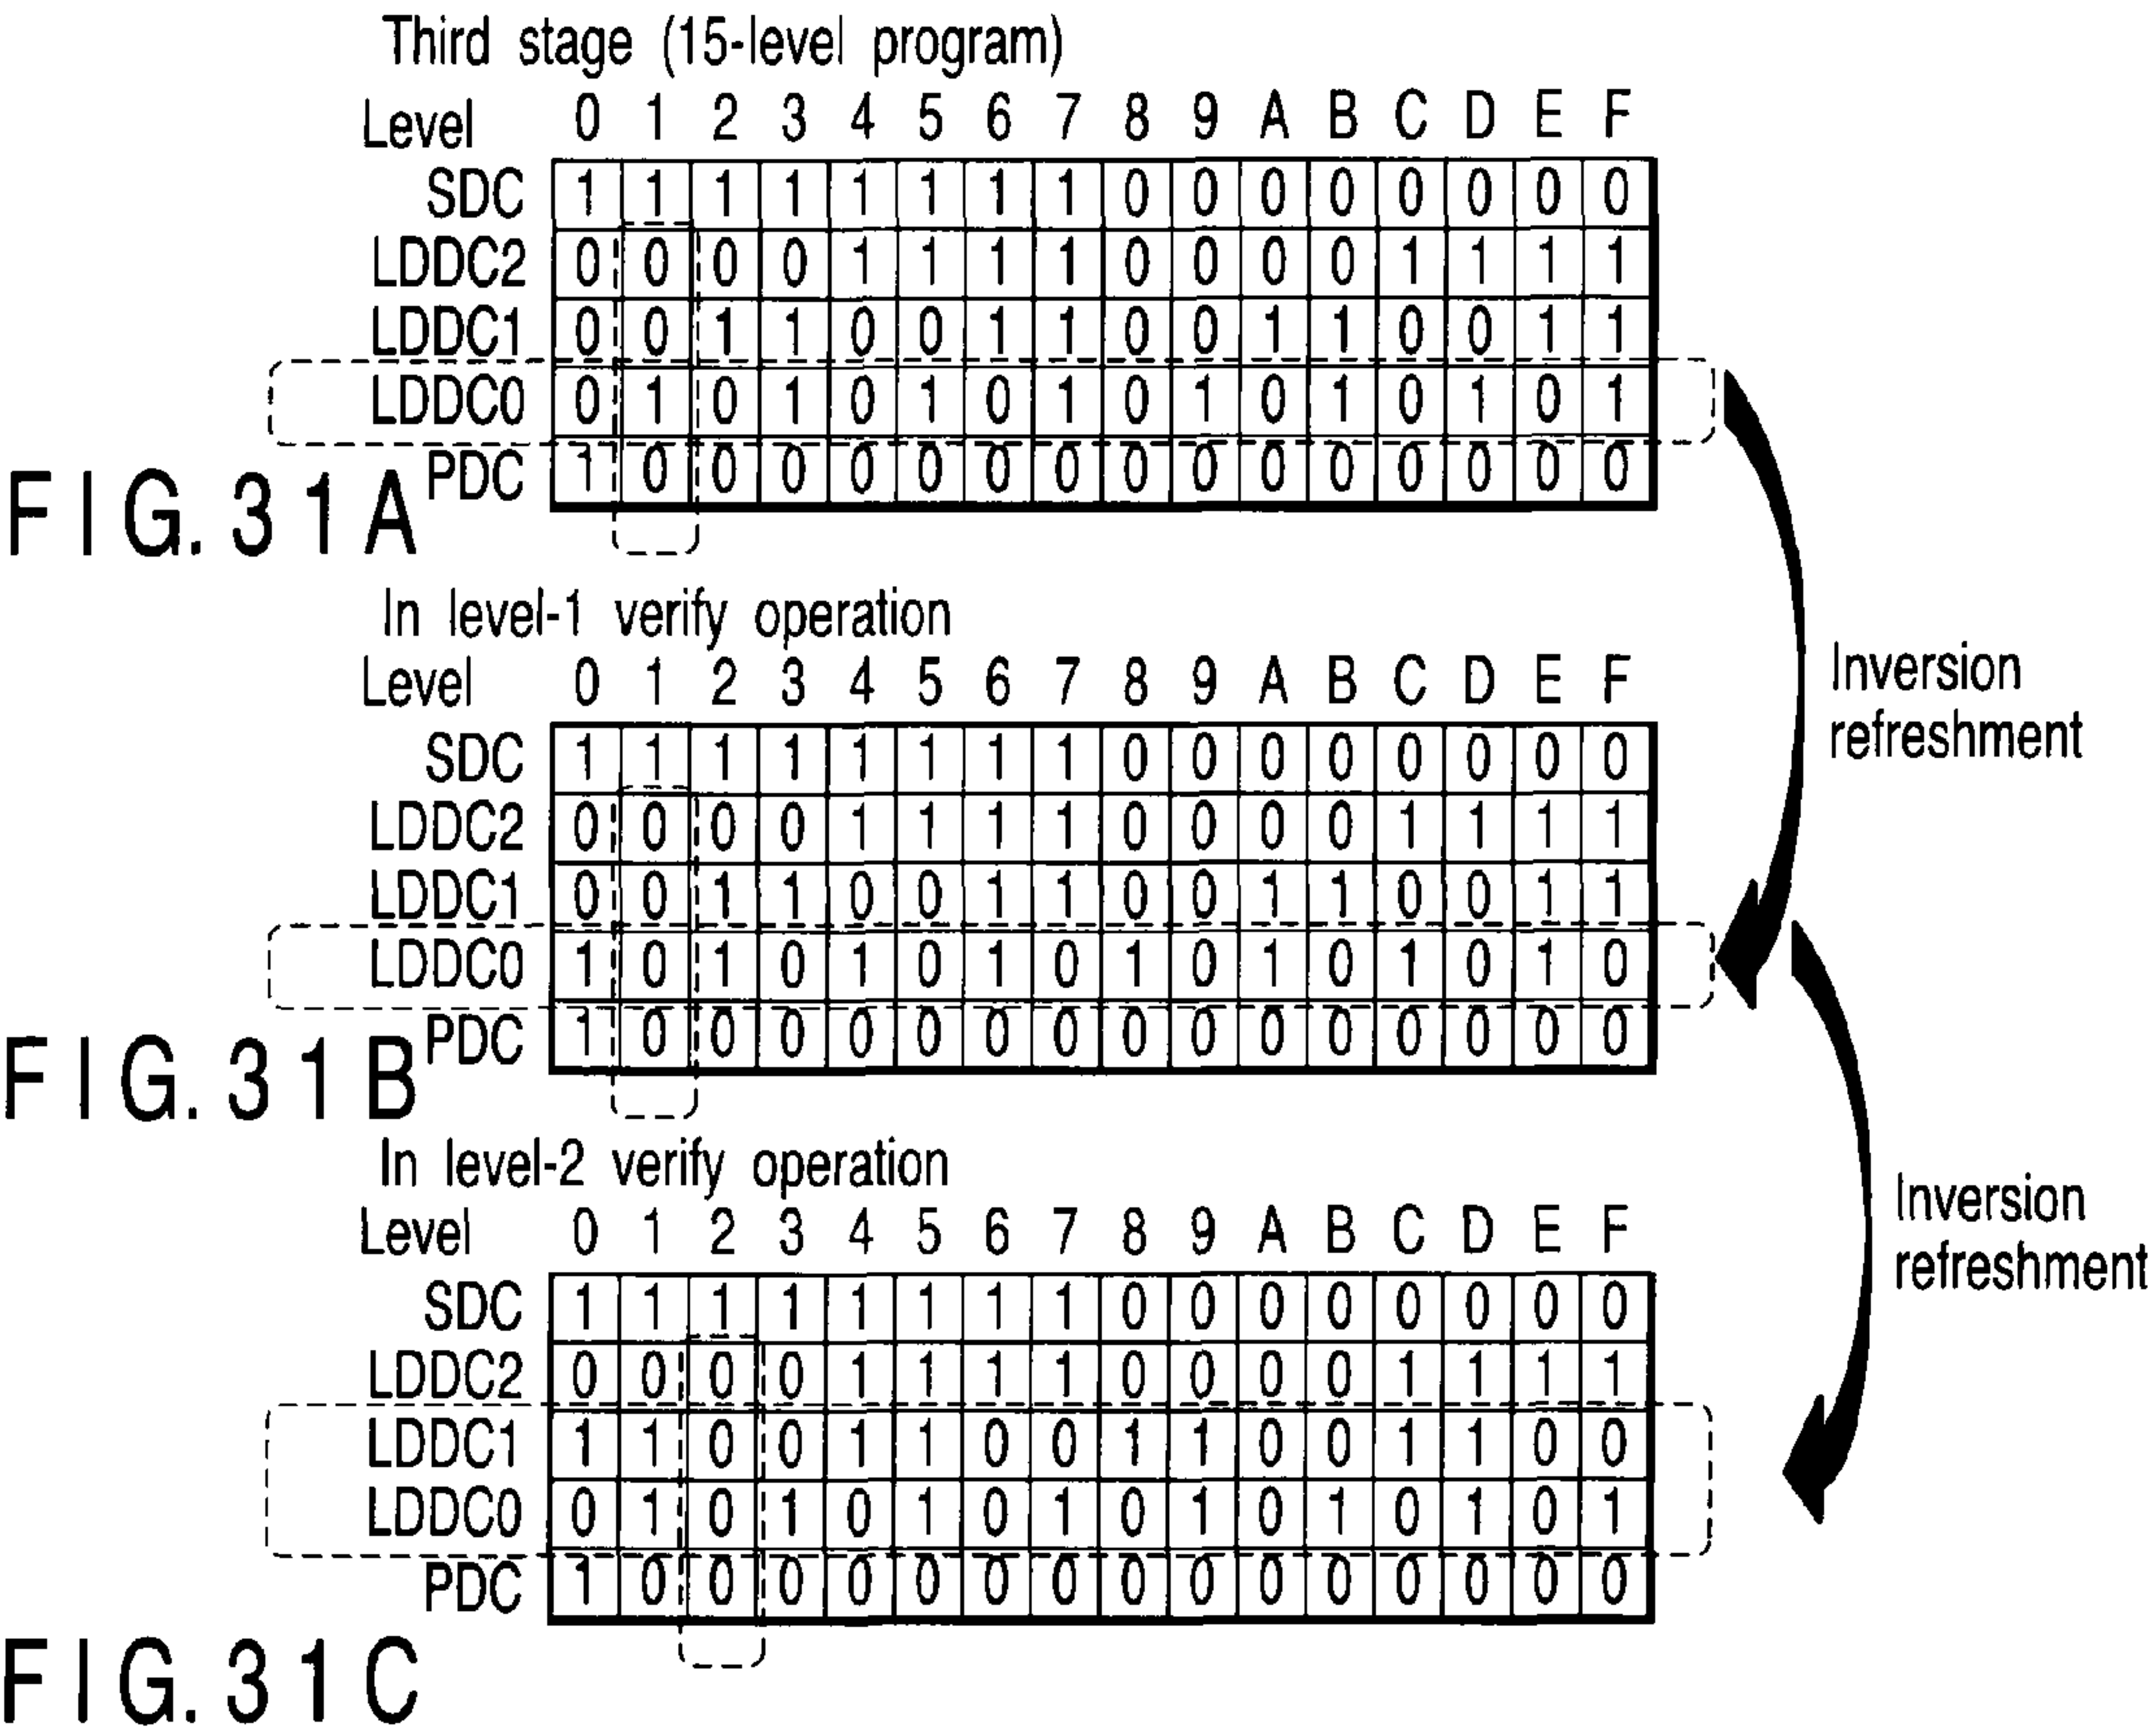 Third stage (15-level program)
Level 0 1 2 3 4 5 6 7 8 9 A B C D E F
SDC 1 1 1 1 1 1 1 1 0 0 0 0 0 0 0 0
LDDC2 0 0 0 0 1 1 1 1 0 0 0 0 1 1 1 1
LDDC1 0 0 1 1 0 0 1 1 0 0 1 1 0 0 1 1
LDDC0 0 1 0 1 0 1 0 1 0 1 0 1 0 1 0 1
PDC 1 0 0 0 0 0 0 0 0 0 0 0 0 0 0 0
FIG. 31A
In level-1 verify operation
Level 0 1 2 3 4 5 6 7 8 9 A B C D E F
SDC 1 1 1 1 1 1 1 1 0 0 0 0 0 0 0 0
LDDC2 0 0 0 0 1 1 1 1 0 0 0 0 1 1 1 1
LDDC1 0 0 1 1 0 0 1 1 0 0 1 1 0 0 1 1
LDDC0 1 0 1 0 1 0 1 0 1 0 1 0 1 0 1 0
PDC 1 0 0 0 0 0 0 0 0 0 0 0 0 0 0 0
Inversion
refreshment
FIG. 31B
In level-2 verify operation
Level 0 1 2 3 4 5 6 7 8 9 A B C D E F
SDC 1 1 1 1 1 1 1 1 0 0 0 0 0 0 0 0
LDDC2 0 0 0 0 1 1 1 1 0 0 0 0 1 1 1 1
LDDC1 1 1 0 0 1 1 0 0 1 1 0 0 1 1 0 0
LDDC0 0 1 0 1 0 1 0 1 0 1 0 1 0 1 0 1
PDC 1 0 0 0 0 0 0 0 0 0 0 0 0 0 0 0
Inversion
refreshment
FIG. 31C